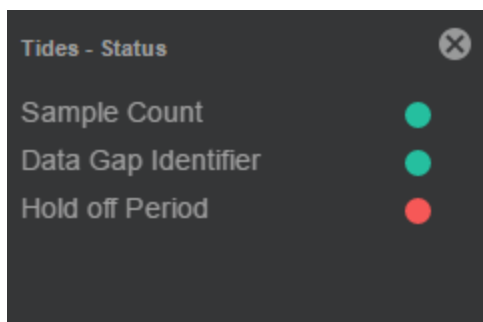 Tides - Status
Sample Count
Data Gap Identifier
Hold off Period